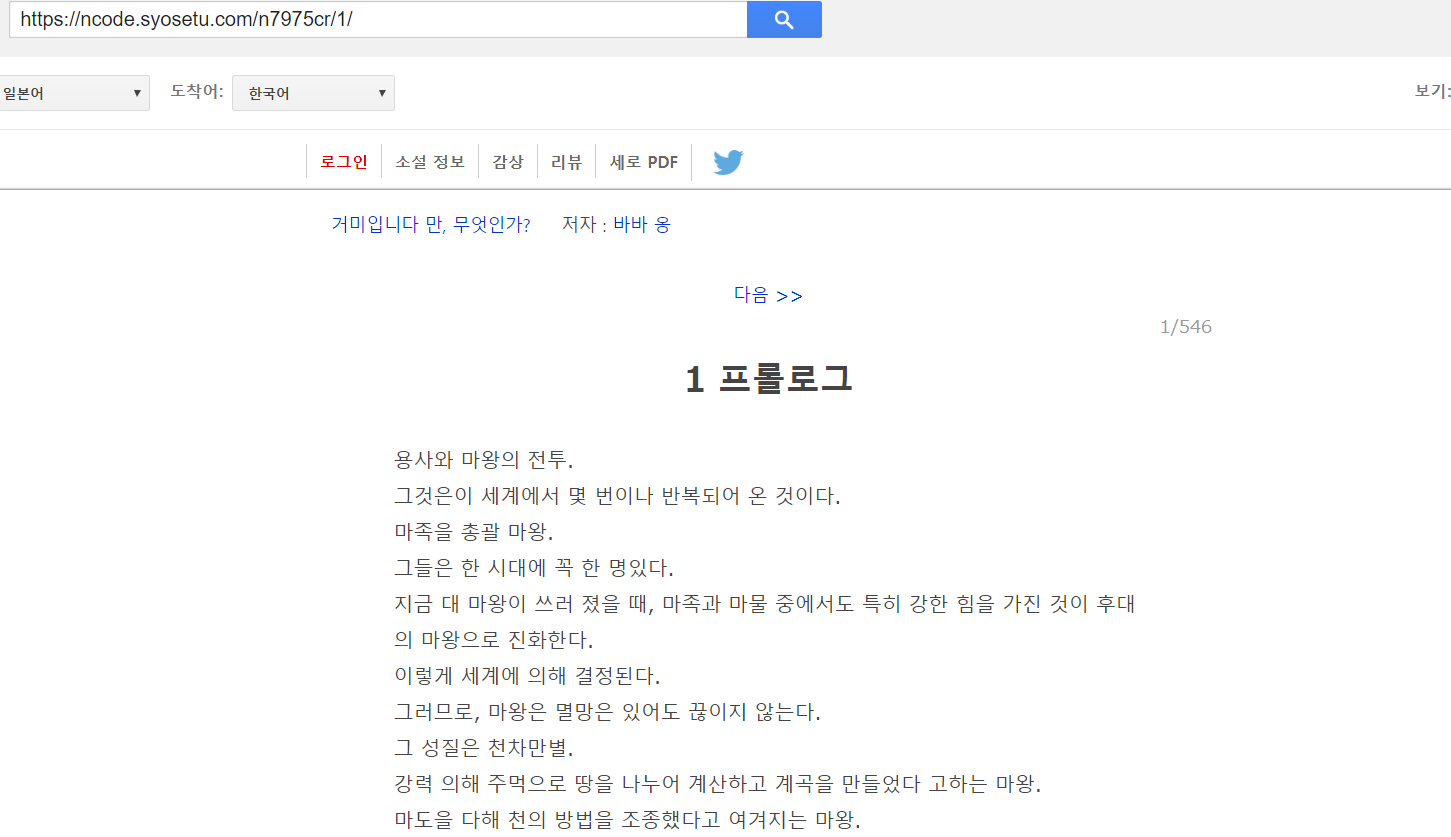 https://ncode.syosetu.com/n7975cr/1/
일본어 도착어: 한국어 보기:
로그인 소설 정보 감상 리뷰 세로 PDF
거미입니다 만, 무엇인가? 저자 : 바바 옹
다음 >>
1/546
1 프롤로그
용사와 마왕의 전투.
그것은이 세계에서 몇 번이나 반복되어 온 것이다.
마족을 총괄 마왕.
그들은 한 시대에 꼭 한 명있다.
지금 대 마왕이 쓰러 졌을 때, 마족과 마물 중에서도 특히 강한 힘을 가진 것이 후대
의 마왕으로 진화한다.
이렇게 세계에 의해 결정된다.
그러므로, 마왕은 멸망은 있어도 끊이지 않는다.
그 성질은 천차만별.
강력 의해 주먹으로 땅을 나누어 계산하고 계곡을 만들었다 고하는 마왕.
마도을 다해 천의 방법을 조종했다고 여겨지는 마왕.